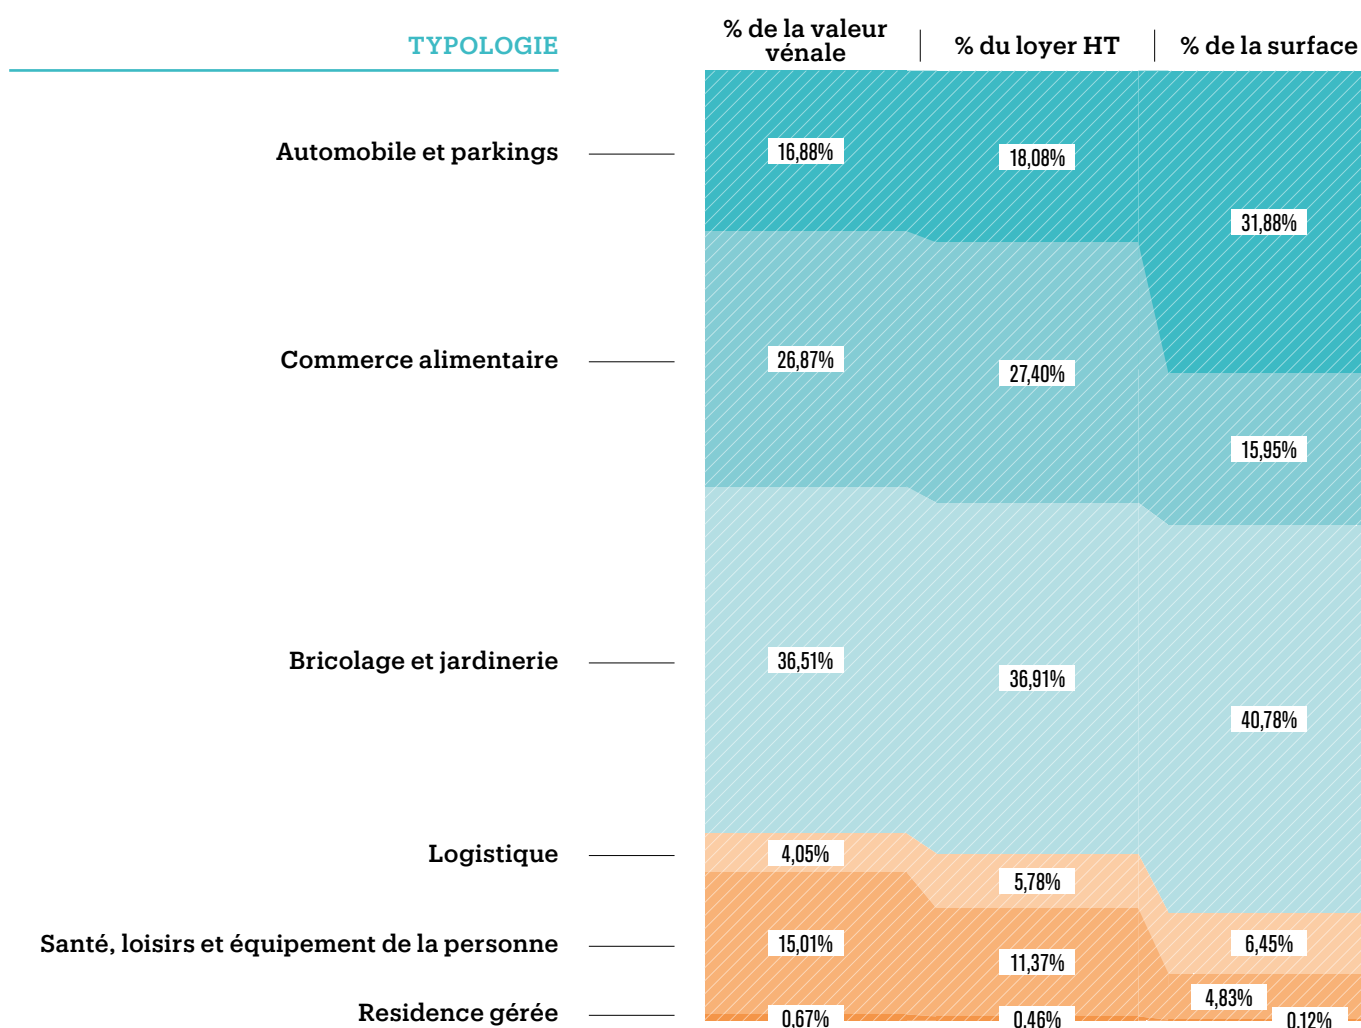 TYPOLOGIE
% de la valeur
vénale
% du loyer HT
% de la surface
Automobile et parkings
16,88%
18,08%
31,88%
Commerce alimentaire
26,87%
27,40%
15,95%
Bricolage et jardinerie
36,51%
36,91%
40,78%
Logistique
4,05%
5,78%
6,45%
Santé, loisirs et équipement de la personne
15,01%
11,37%
4,83%
Residence gérée
0,67%
0,46%
0,12%